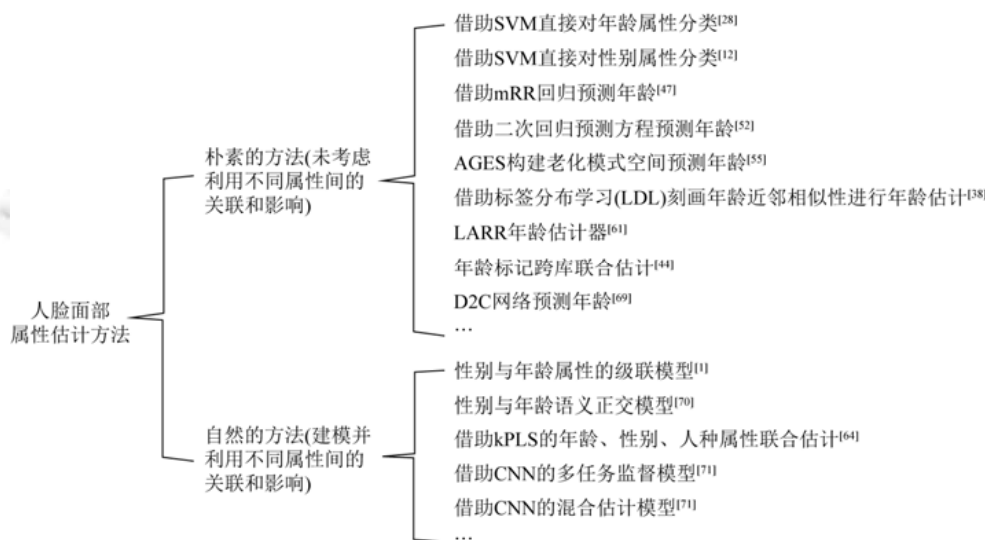 人脸面部
属性估计方法
朴素的方法(未考虑
利用不同属性间的
关联和影响)
借助SVM直接对年龄属性分类[28]
借助SVM直接对性别属性分类[12]
借助mRR回归预测年龄[47]
借助二次回归预测方程预测年龄[52]
AGES构建老化模式空间预测年龄[55]
借助标签分布学习(LDL)刻画年龄近邻相似性进行年龄估计[38]
LARR年龄估计器[61]
年龄标记跨库联合估计[44]
D2C网络预测年龄[69]
…
自然的方法(建模并
利用不同属性间的
关联和影响)
性别与年龄属性的级联模型[1]
性别与年龄语义正交模型[70]
借助kPLS的年龄、性别、人种属性联合估计[64]
借助CNN的多任务监督模型[71]
借助CNN的混合估计模型[71]
…